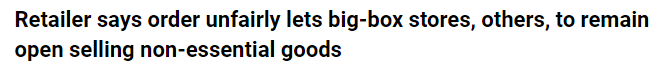 Retailer says order unfairly lets big-box stores, others, to remain
open selling non-essential goods